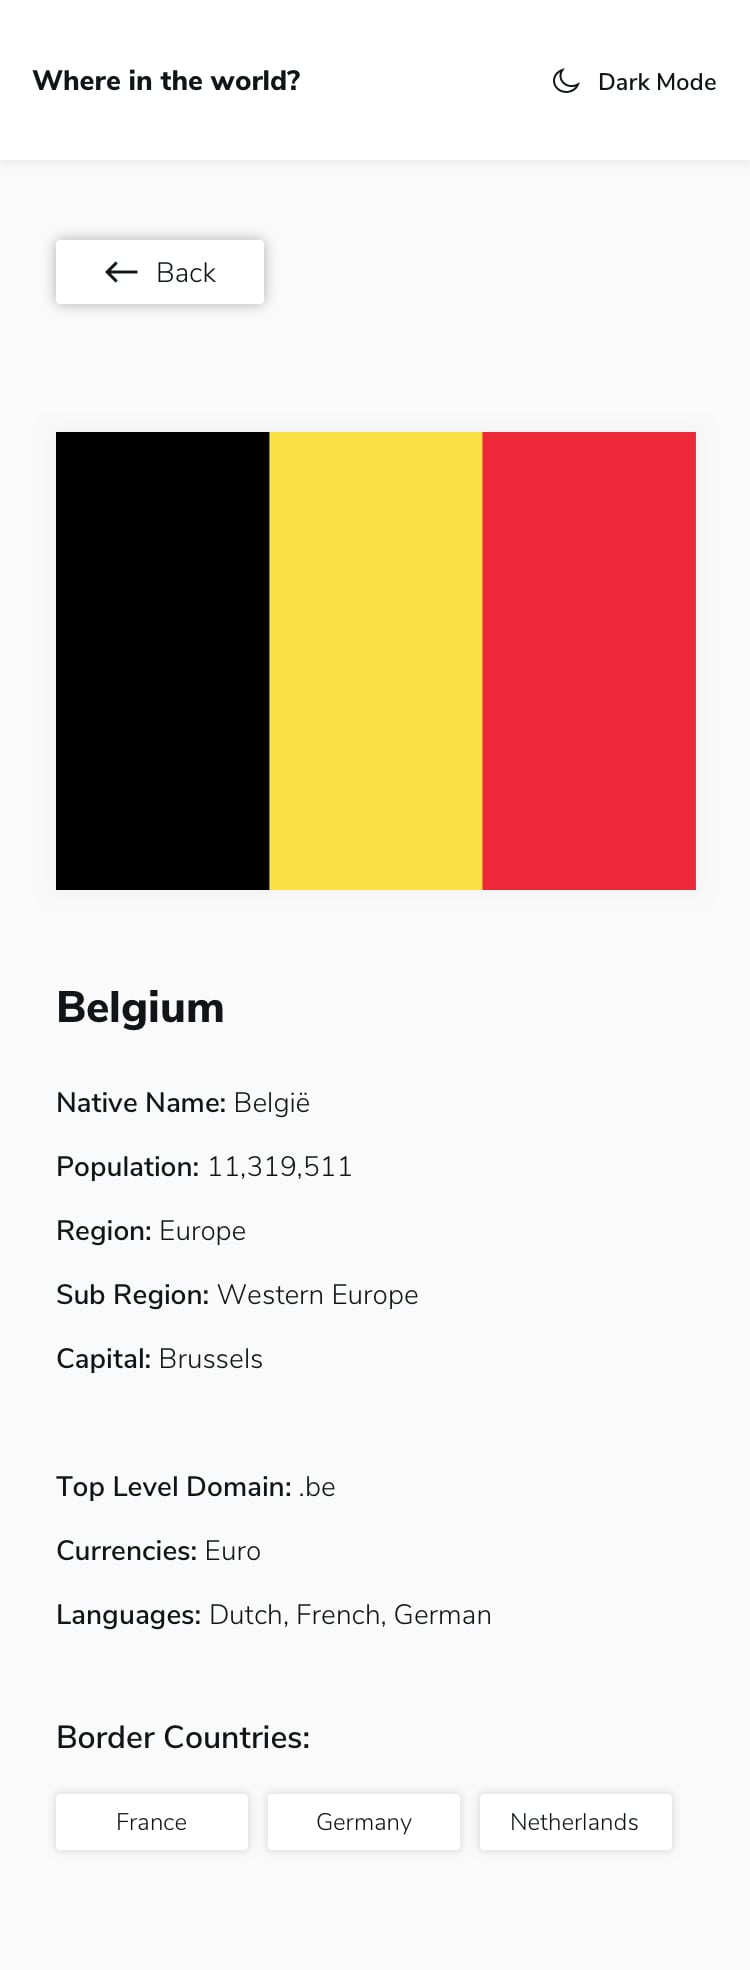 Where in the world?
Dark Mode
Back
Belgium
Native Name: België
Population: 11,319,511
Region: Europe
Sub Region: Western Europe
Capital: Brussels
Top Level Domain: .be
Currencies: Euro
Languages: Dutch, French, German
Border Countries:
France
Germany
Netherlands